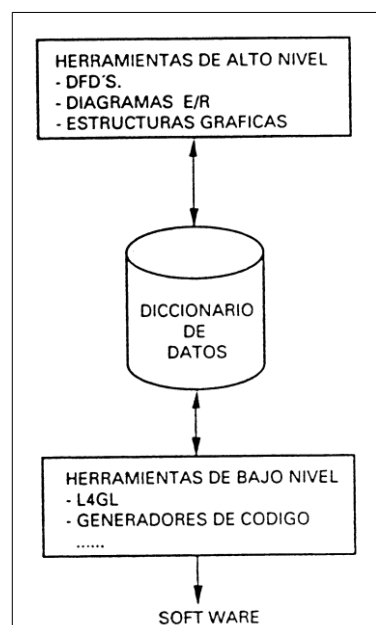 HERRAMIENTAS DE ALTO NIVEL
- DFD´S.
- DIAGRAMAS E/R
- ESTRUCTURAS GRAFICAS
DICCIONARIO
DE
DATOS
HERRAMIENTAS DE BAJO NIVEL
- L4GL
- GENERADORES DE CODIGO
......
SOFT WARE